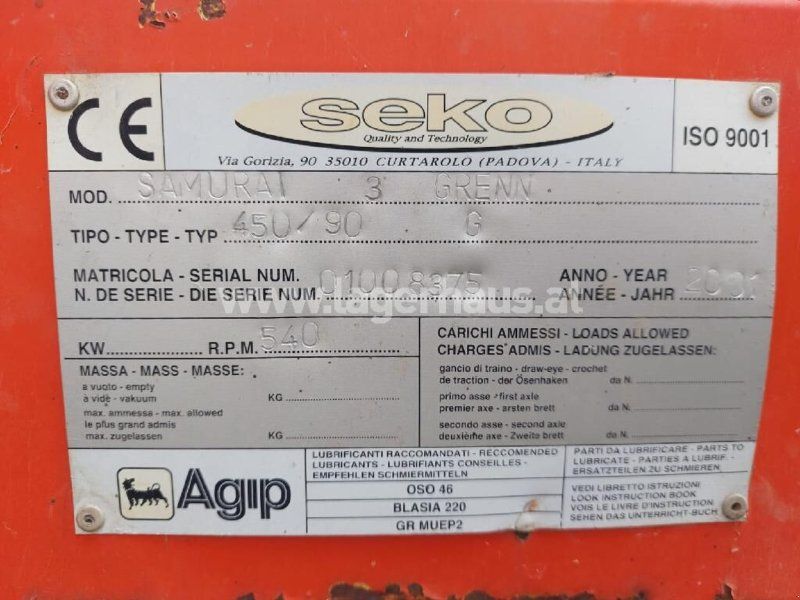 CE
seko
Quality and Technology
ISO 9001
Via Gorizia, 90 35010 CURTAROLO (PADOVA) - ITALY
MOD. SAMURAI 3 GRENN
TIPO - TYPE - TYP 450/90 G
MATRICOLA - SERIAL NUM.
N. DE SERIE - DIE SERIE NUM. 01008375
ANNO - YEAR
ANNÉE - JAHR 2001
www.lagerhaus.at
KW R.P.M. 540
MASSA - MASS - MASSE:
a vuoto - empty
à vidè - vakuum KG
max. ammessa - max. allowed
le plus grand admis
max. zugelassen KG
CARICHI AMMESSI - LOADS ALLOWED
CHARGES ADMIS - LADUNG ZUGELASSEN:
gancio di traino - draw-eye - crochet
de traction - der Ösenhaken da N.
primo asse - first axle
premier axe - arsten brett da N.
secondo asse - second axle
deuxième axe - Zweite brett da N.
Agip
LUBRIFICANTI RACCOMANDATI - RECCOMENDED
LUBRICANTS - LUBRIFIANTS CONSEILLES -
EMPFEHLEN SCHMIERMITTELN
OSO 46
BLASIA 220
GR MUEP2
PARTI DA LUBRIFICARE - PARTS TO
LUBRICATE - PARTIES A LUBRIF. -
ERSATZTEILEN ZU SCHMIEREN
VEDI LIBRETTO ISTRUZIONI
LOOK INSTRUCTION BOOK
VOIS LE LIVRE D'INSTRUCTION
SEHEN DAS UNTERRICHT-BUCH